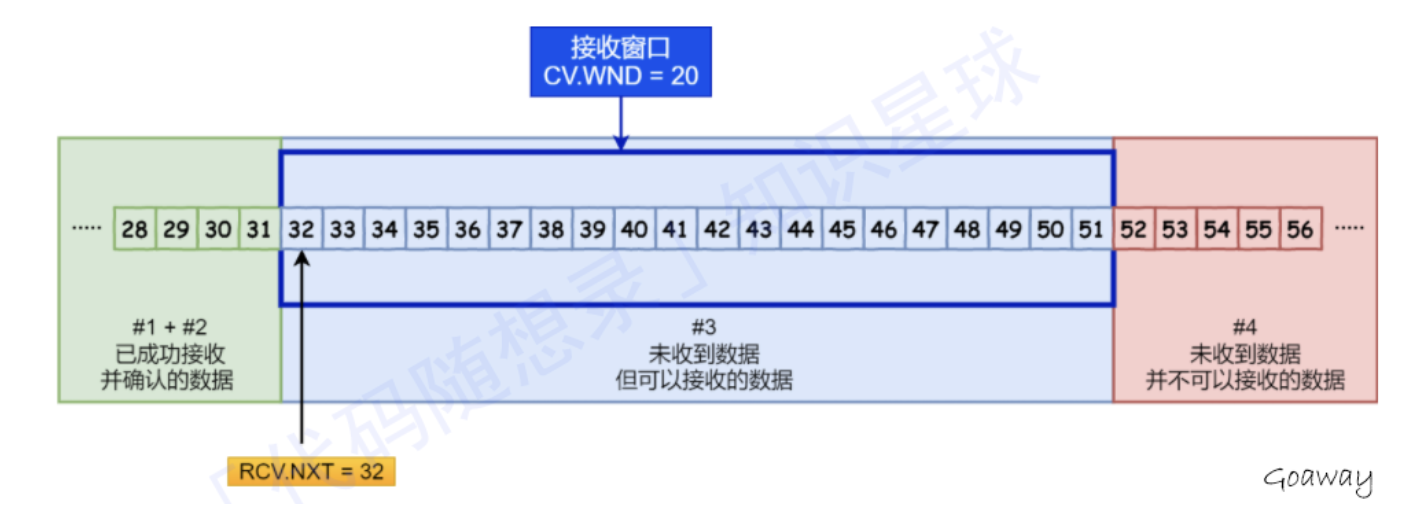 接收窗口
CV.WND = 20
····· 28 29 30 31 32 33 34 35 36 37 38 39 40 41 42 43 44 45 46 47 48 49 50 51 52 53 54 55 56 ·····
#1 + #2
已成功接收
并确认的数据
#3
未收到数据
但可以接收的数据
#4
未收到数据
并不可以接收的数据
RCV.NXT = 32
Goaway
「代码随想录」知识星球